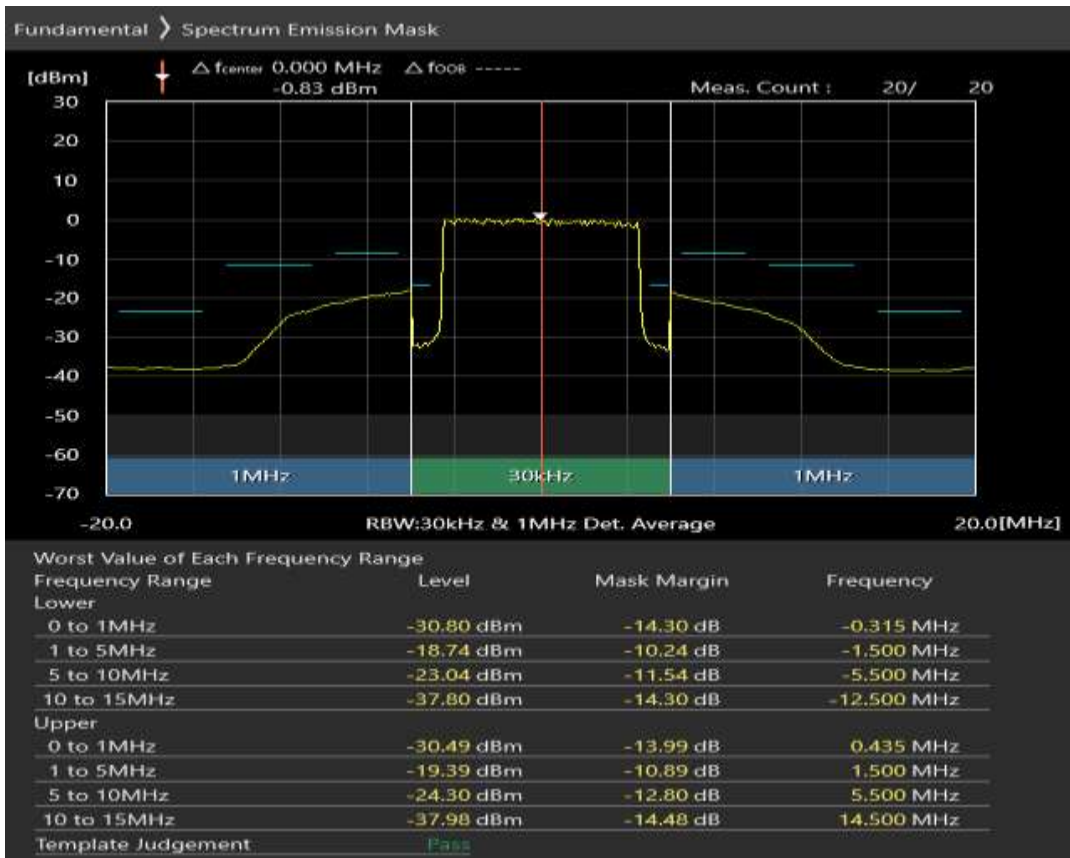 Fundamental ❯ Spectrum Emission Mask
[dBm] △ fcenter 0.000 MHz △ fOOB -----
-0.83 dBm Meas. Count : 20/ 20
30
20
10
0
-10
-20
-30
-40
-50
-60
-70
1MHz 30kHz 1MHz
-20.0 RBW:30kHz & 1MHz Det. Average 20.0[MHz]
Worst Value of Each Frequency Range
Frequency Range Level Mask Margin Frequency
Lower
0 to 1MHz -30.80 dBm -14.30 dB -0.315 MHz
1 to 5MHz -18.74 dBm -10.24 dB -1.500 MHz
5 to 10MHz -23.04 dBm -11.54 dB -5.500 MHz
10 to 15MHz -37.80 dBm -14.30 dB -12.500 MHz
Upper
0 to 1MHz -30.49 dBm -13.99 dB 0.435 MHz
1 to 5MHz -19.39 dBm -10.89 dB 1.500 MHz
5 to 10MHz -24.30 dBm -12.80 dB 5.500 MHz
10 to 15MHz -37.98 dBm -14.48 dB 14.500 MHz
Template Judgement Pass